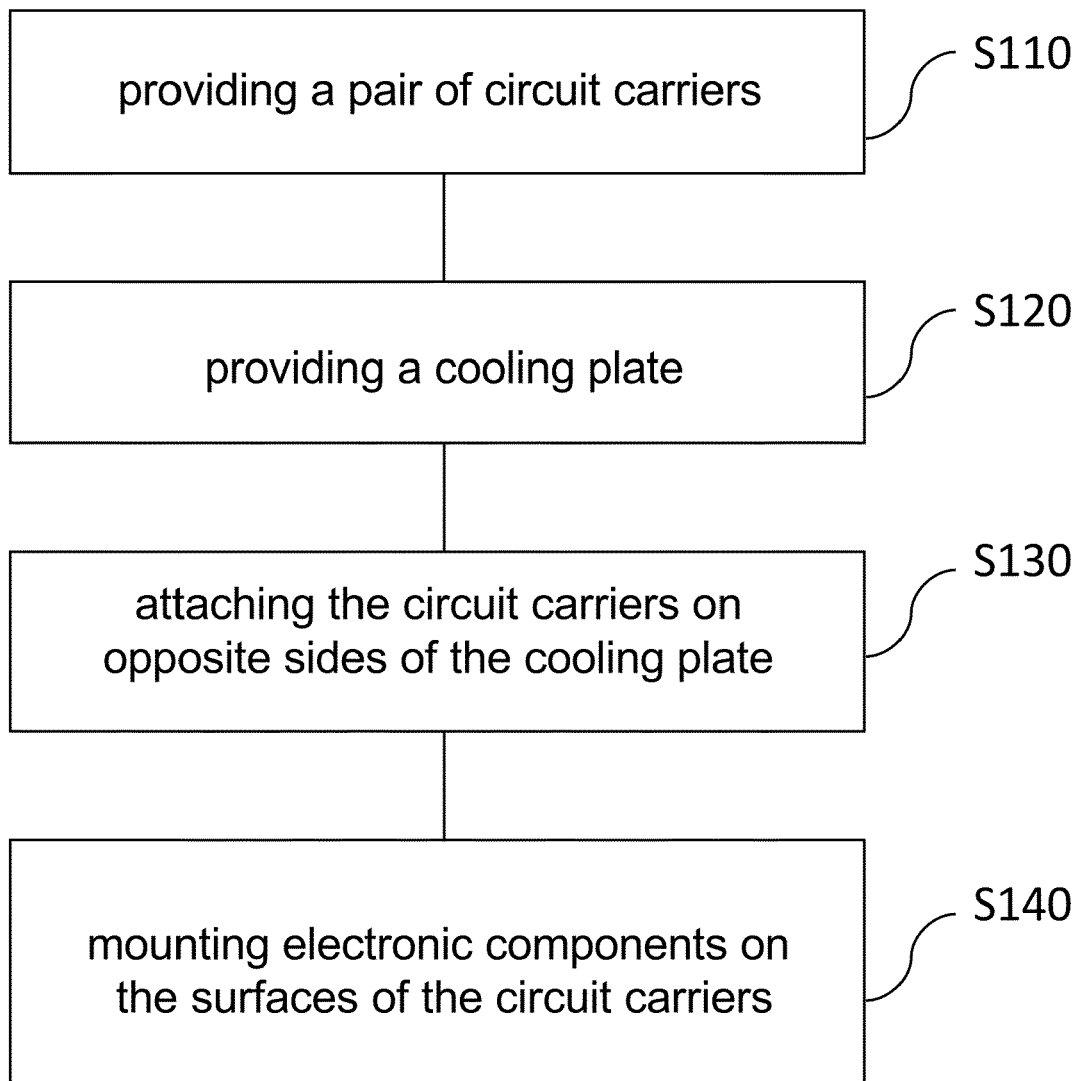 providing a pair of circuit carriers
S110
providing a cooling plate
S120
attaching the circuit carriers on
opposite sides of the cooling plate
S130
mounting electronic components on
the surfaces of the circuit carriers
S140